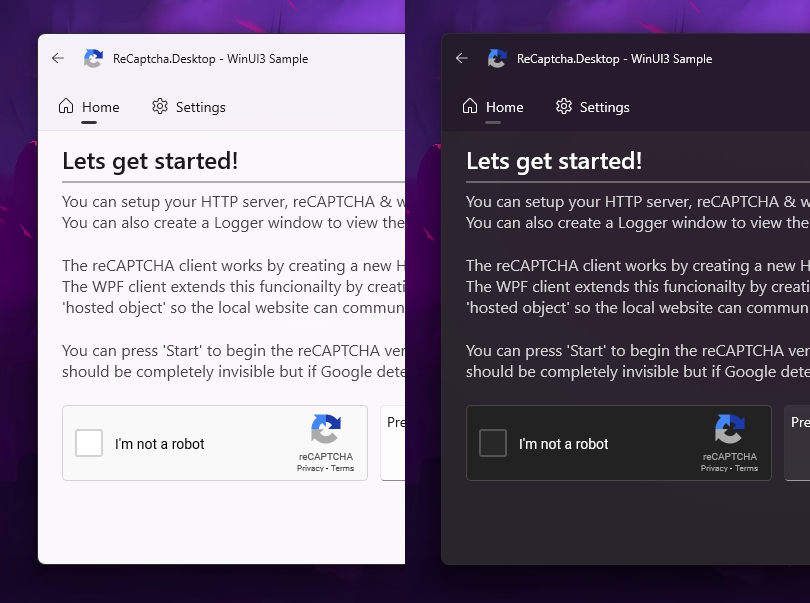 ReCaptcha.Desktop - WinUI3 Sample
Home Settings
Lets get started!
You can setup your HTTP server, reCAPTCHA & w
You can also create a Logger window to view the
The reCAPTCHA client works by creating a new H
The WPF client extends this funcionailty by creati
'hosted object' so the local website can commun
You can press 'Start' to begin the reCAPTCHA ver
should be completely invisible but if Google dete
I'm not a robot
reCAPTCHA
Privacy - Terms
Pre
ReCaptcha.Desktop - WinUI3 Sample
Home Settings
Lets get started!
You can setup your HTTP server, reCAPTCHA & w
You can also create a Logger window to view the
The reCAPTCHA client works by creating a new H
The WPF client extends this funcionailty by creati
'hosted object' so the local website can commun
You can press 'Start' to begin the reCAPTCHA ver
should be completely invisible but if Google dete
I'm not a robot
reCAPTCHA
Privacy - Terms
Pre